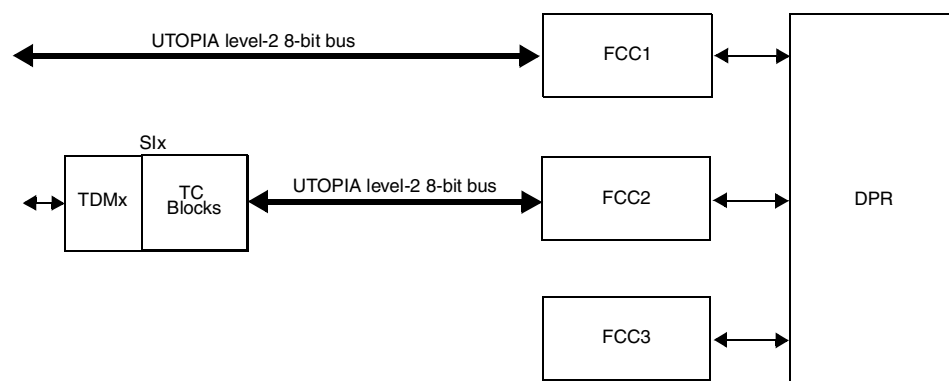 UTOPIA level-2 8-bit bus
FCC1
SIx
TDMx
TC
Blocks
UTOPIA level-2 8-bit bus
FCC2
DPR
FCC3